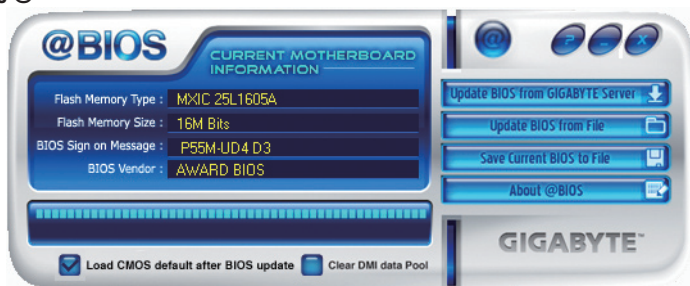 @BIOS
CURRENT MOTHERBOARD
INFORMATION
Flash Memory Type : MXIC 25L1605A
Flash Memory Size : 16M Bits
BIOS Sign on Message : P55M-UD4 D3
BIOS Vendor : AWARD BIOS
Load CMOS default after BIOS update
Clear DMI data Pool
@
?
-
x
Update BIOS from GIGABYTE Server
Update BIOS from File
Save Current BIOS to File
About @BIOS
GIGABYTE™